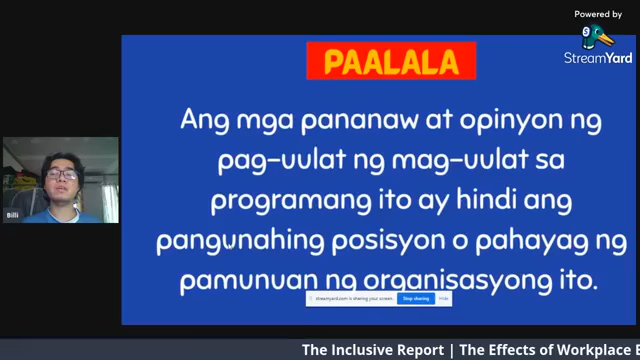 Powered by
StreamYard
PAALALA
Ang mga pananaw at opinyon ng
pag-uulat ng mag-uulat sa
programang ito ay hindi ang
pangunahing posisyon o pahayag ng
pamunuan ng organisasyong ito.
Billi
streamyard.com is sharing your screen.
Stop sharing
Hide
The Inclusive Report | The Effects of Workplace